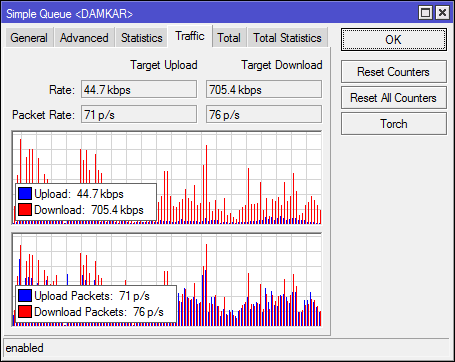 Simple Queue <DAMKAR>
General Advanced Statistics Traffic Total Total Statistics
OK
Target Upload Target Download
Rate: 44.7 kbps 705.4 kbps
Reset Counters
Packet Rate: 71 p/s 76 p/s
Reset All Counters
Torch
Upload: 44.7 kbps
Download: 705.4 kbps
Upload Packets: 71 p/s
Download Packets: 76 p/s
enabled